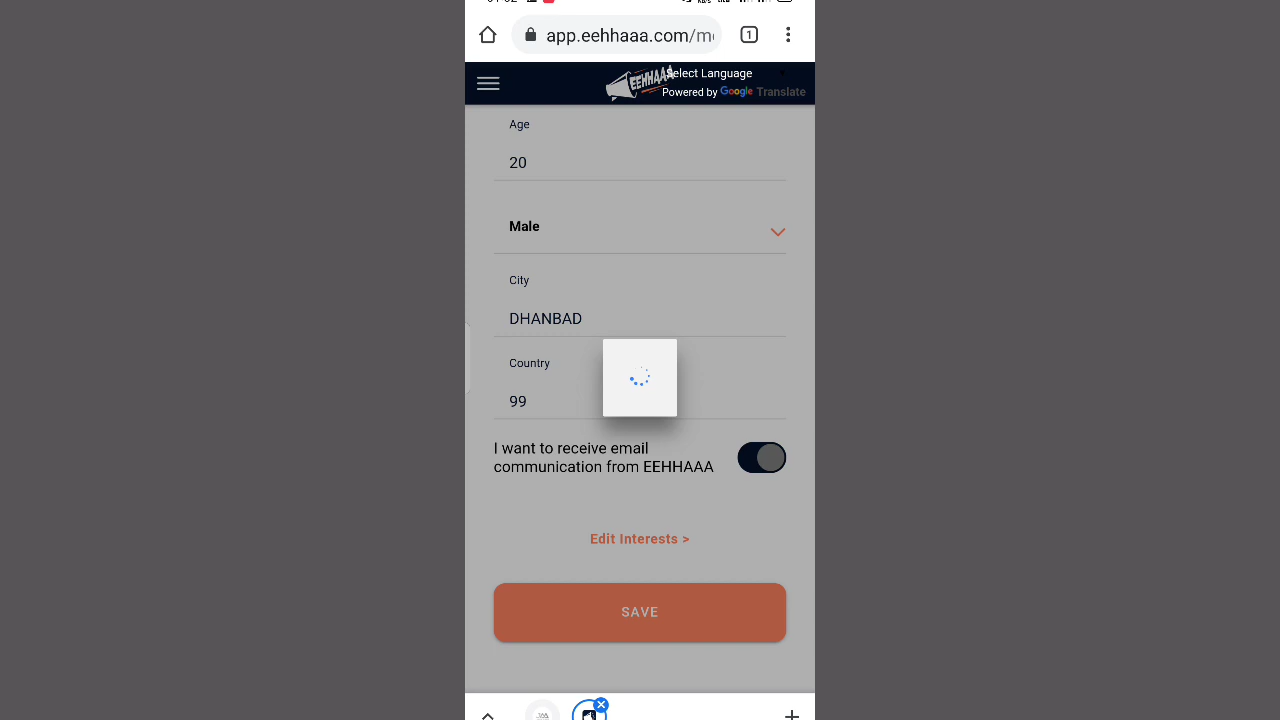 app.eehhaaa.com/m
EEHHAAA
Select Language
Powered by Google Translate
Age
20
Male
City
DHANBAD
Country
99
I want to receive email
communication from EEHHAAA
Edit Interests >
SAVE